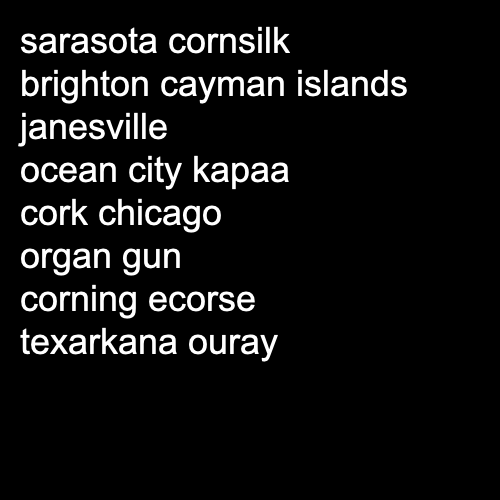 sarasota cornsilk
brighton cayman islands
janesville
ocean city kapaa
cork chicago
organ gun
corning ecorse
texarkana ouray